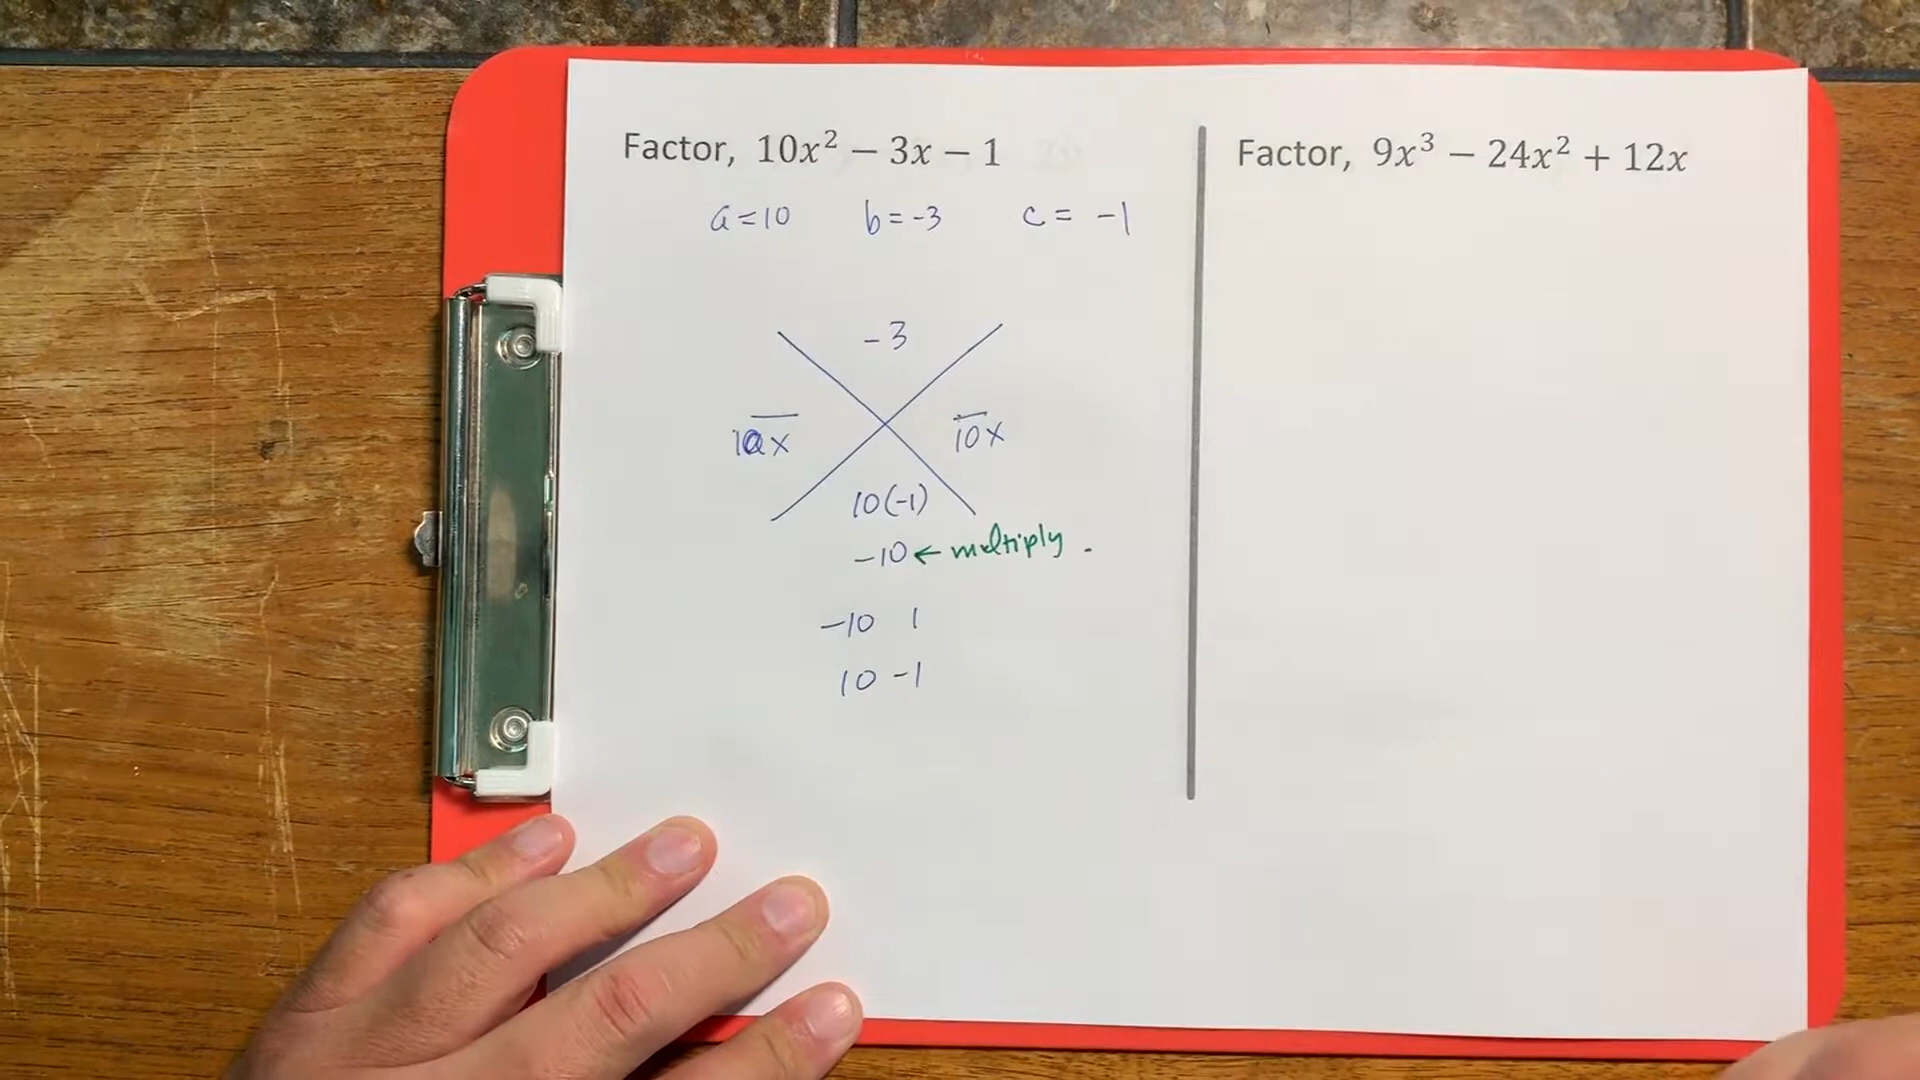 Factor, 10x² − 3x − 1
a = 10 b = -3 c = -1
-3
10x 10x
10(-1)
-10 ← multiply .
-10 1
10 -1
Factor, 9x³ − 24x² + 12x